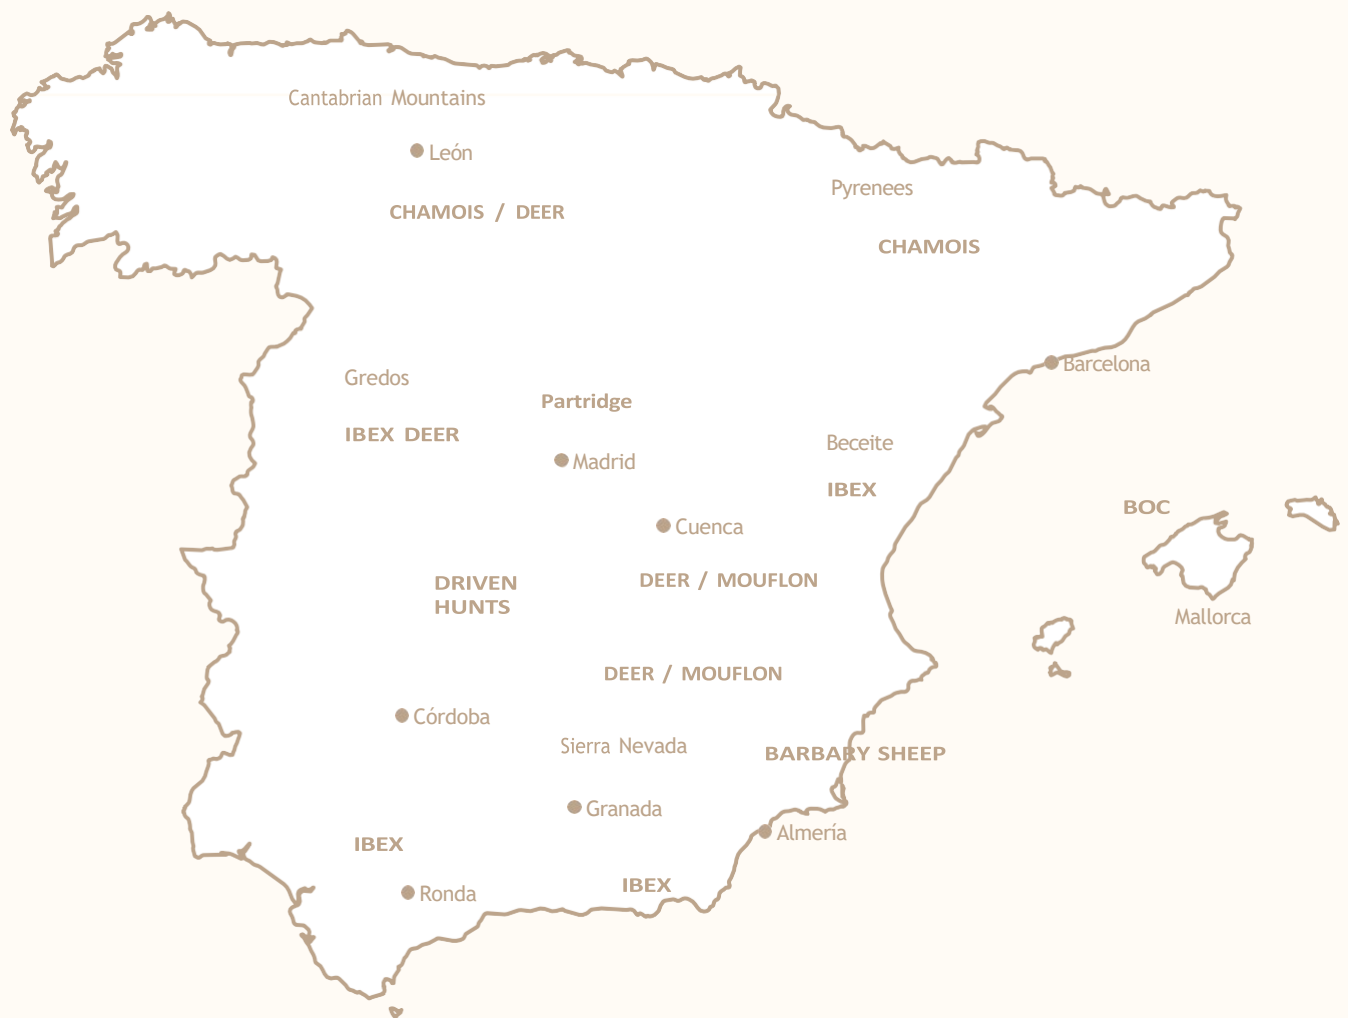 Cantabrian Mountains
León
Pyrenees
CHAMOIS / DEER
CHAMOIS
Barcelona
Gredos
Partridge
IBEX DEER
Beceite
Madrid
IBEX
BOC
Cuenca
DRIVEN
HUNTS
DEER / MOUFLON
Mallorca
DEER / MOUFLON
Córdoba
Sierra Nevada
BARBARY SHEEP
Granada
Almería
IBEX
IBEX
Ronda